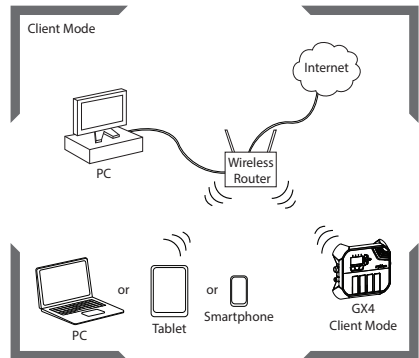 Client Mode
Internet
PC
Wireless
Router
PC
or
Tablet
or
Smartphone
GX4
Client Mode